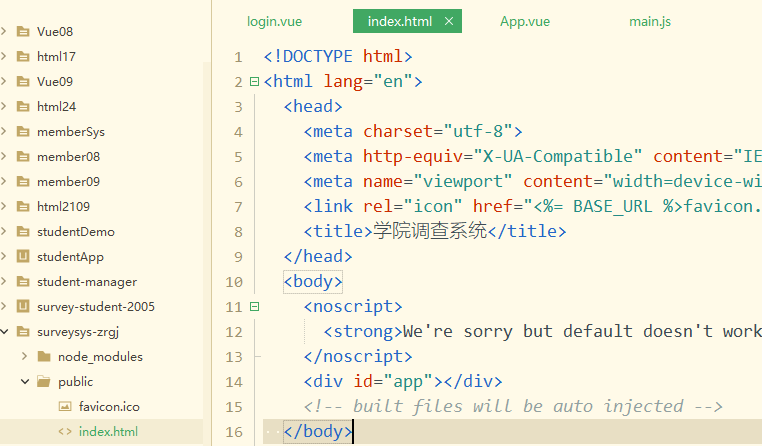 login.vue index.html × App.vue main.js
Vue08
html17
Vue09
html24
memberSys
member08
member09
html2109
studentDemo
studentApp
student-manager
survey-student-2005
surveysys-zrgj
node_modules
public
favicon.ico
<> index.html
1 <!DOCTYPE html>
2 <html lang="en">
3 <head>
4 <meta charset="utf-8">
5 <meta http-equiv="X-UA-Compatible" content="IE
6 <meta name="viewport" content="width=device-wi
7 <link rel="icon" href="<%= BASE_URL %>favicon.
8 <title>学院调查系统</title>
9 </head>
10 <body>
11 <noscript>
12 <strong>We're sorry but default doesn't work
13 </noscript>
14 <div id="app"></div>
15 <!-- built files will be auto injected -->
16 </body>